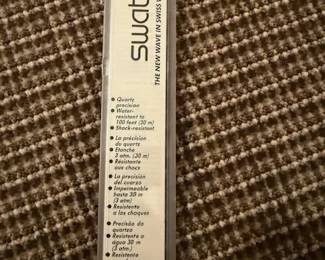 swat
THE NEW WAVE IN SWISS
• Quartz
precision
• Water-
resistant to
100 feet (30 m)
• Shock-resistant
• La précision
du quartz
• Etanche
3 atm. (30 m)
• Résistante
aux chocs
• La precisión
del cuarzo
• Impermeable
hasta 30 m
(3 atm)
• Resistente
a los choques
• Precisão do
quartzo
• Resistente a
água 30 m
(3 atm)
• Resistente